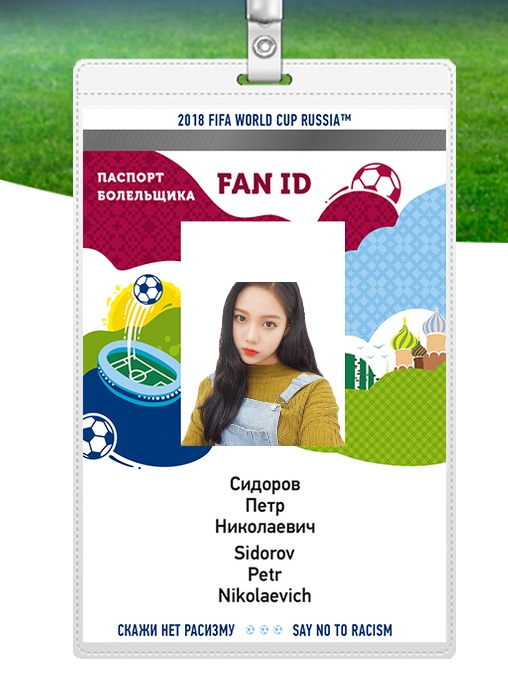 2018 FIFA WORLD CUP RUSSIA™
ПАСПОРТ
БОЛЕЛЬЩИКА
FAN ID
Сидоров
Петр
Николаевич
Sidorov
Petr
Nikolaevich
СКАЖИ НЕТ РАСИЗМУ SAY NO TO RACISM